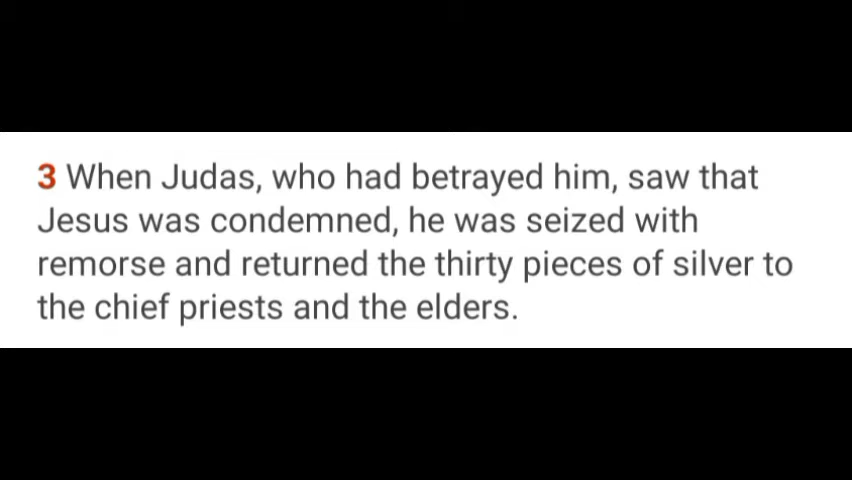 3 When Judas, who had betrayed him, saw that
Jesus was condemned, he was seized with
remorse and returned the thirty pieces of silver to
the chief priests and the elders.